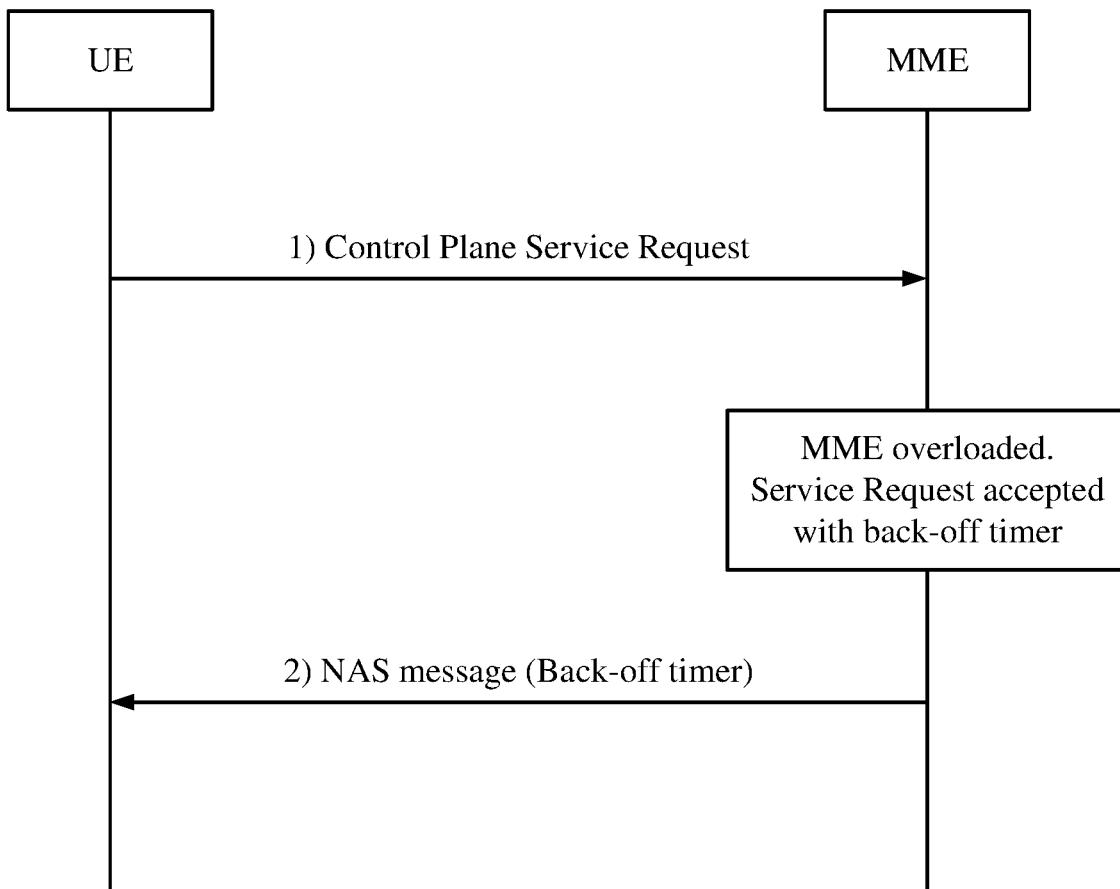 UE
MME
1) Control Plane Service Request
MME overloaded.
Service Request accepted
with back-off timer
2) NAS message (Back-off timer)